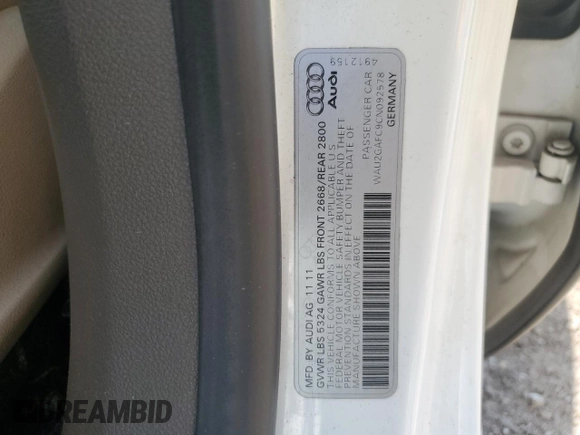 4912159
Audi
MFD. BY AUDI AG 11 11
GVWR LBS 5324 GAWR LBS FRONT 2668/REAR 2800
THIS VEHICLE CONFORMS TO ALL APPLICABLE U.S.
FEDERAL MOTOR VEHICLE SAFETY BUMPER AND THEFT
PREVENTION STANDARDS IN EFFECT ON THE DATE OF
MANUFACTURE SHOWN ABOVE
PASSENGER CAR
WAU2GAFC9CN092578
GERMANY
DREAMBID